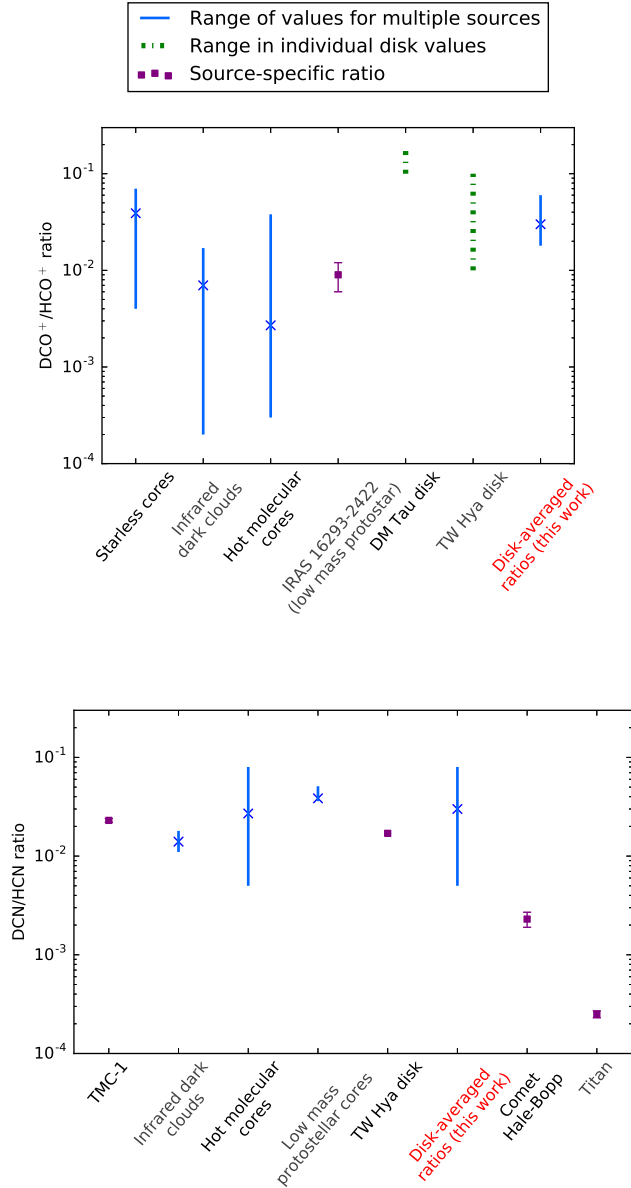 Range of values for multiple sources
Range in individual disk values
Source-specific ratio
DCO⁺/HCO⁺ ratio
10⁻¹
10⁻²
10⁻³
10⁻⁴
Starless cores
Infrared
dark clouds
Hot molecular
cores
IRAS 16293-2422
(low mass protostar)
DM Tau disk
TW Hya disk
Disk-averaged
ratios (this work)
DCN/HCN ratio
10⁻¹
10⁻²
10⁻³
10⁻⁴
TMC-1
Infrared dark
clouds
Hot molecular
cores
Low mass
protostellar cores
TW Hya disk
Disk-averaged
ratios (this work)
Comet
Hale-Bopp
Titan